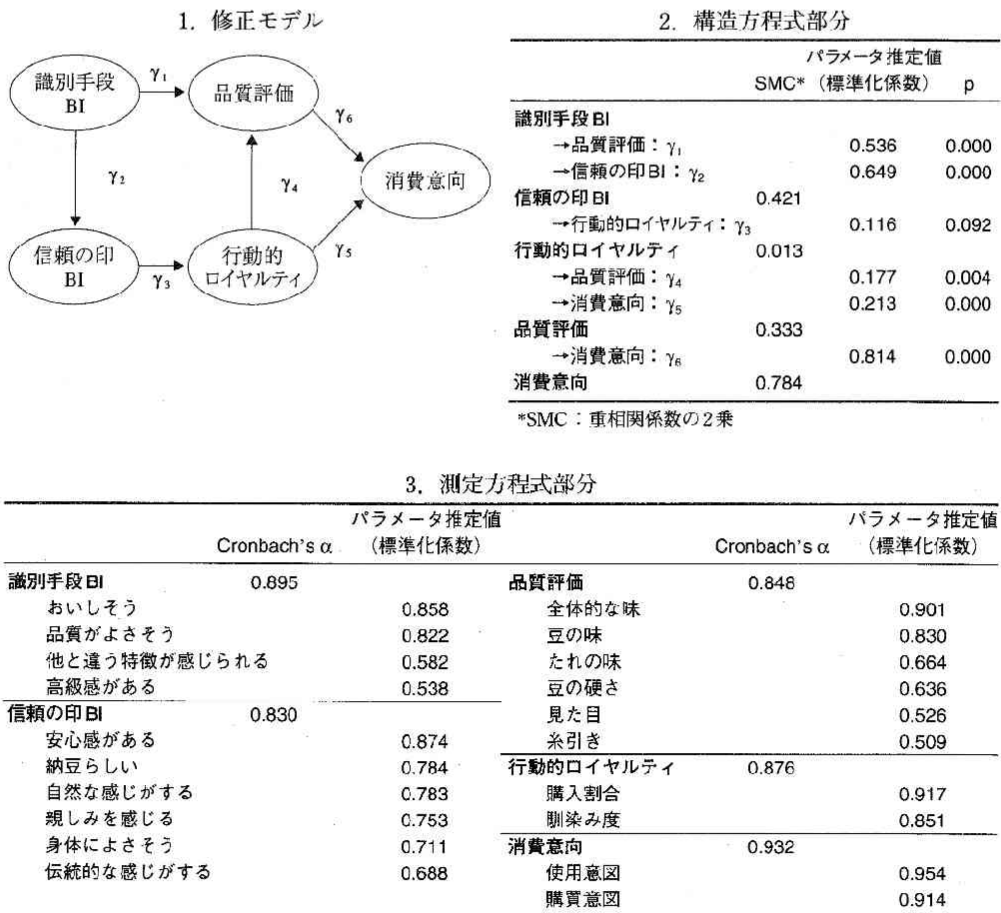 1. 修正モデル
識別手段
BI
γ₁
品質評価
γ₆
γ₂
γ₄
消費意向
信頼の印
BI
γ₃
行動的
ロイヤルティ
γ₅
2. 構造方程式部分
パラメータ推定値
SMC* (標準化係数) p
識別手段BI
→品質評価：γ₁ 0.536 0.000
→信頼の印BI：γ₂ 0.649 0.000
信頼の印BI 0.421
→行動的ロイヤルティ：γ₃ 0.116 0.092
行動的ロイヤルティ 0.013
→品質評価：γ₄ 0.177 0.004
→消費意向：γ₅ 0.213 0.000
品質評価 0.333
→消費意向：γ₆ 0.814 0.000
消費意向 0.784
*SMC：重相関係数の2乗
3. 測定方程式部分
パラメータ推定値
Cronbach's α (標準化係数)
識別手段BI 0.895
おいしそう 0.858
品質がよさそう 0.822
他と違う特徴が感じられる 0.582
高級感がある 0.538
信頼の印BI 0.830
安心感がある 0.874
納豆らしい 0.784
自然な感じがする 0.783
親しみを感じる 0.753
身体によさそう 0.711
伝統的な感じがする 0.688
パラメータ推定値
Cronbach's α (標準化係数)
品質評価 0.848
全体的な味 0.901
豆の味 0.830
たれの味 0.664
豆の硬さ 0.636
見た目 0.526
糸引き 0.509
行動的ロイヤルティ 0.876
購入割合 0.917
馴染み度 0.851
消費意向 0.932
使用意図 0.954
購買意図 0.914